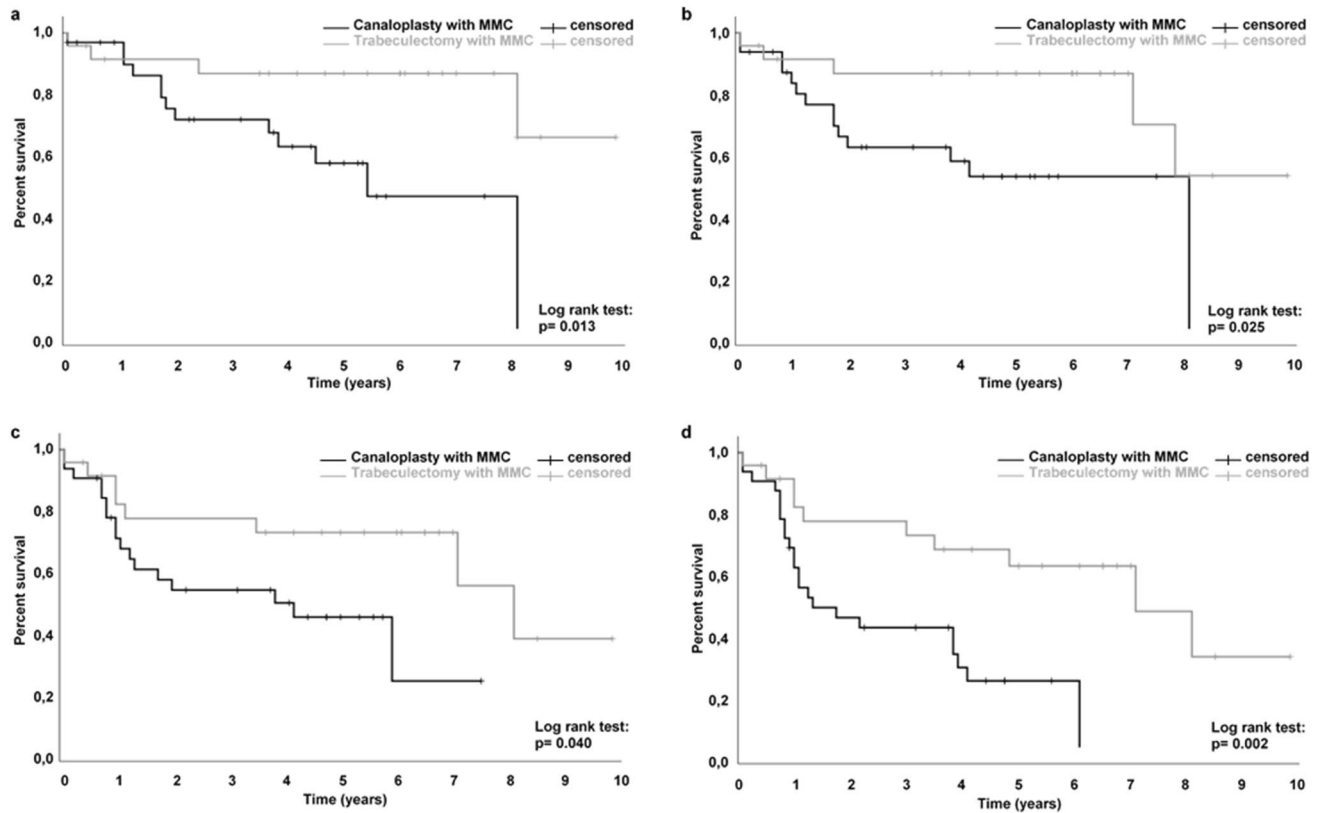 a
Canaloplasty with MMC censored
Trabeculectomy with MMC censored
1,0
0,8
0,6
0,4
0,2
0,0
Percent survival
Log rank test:
p= 0.013
0 1 2 3 4 5 6 7 8 9 10
Time (years)
b
Canaloplasty with MMC censored
Trabeculectomy with MMC censored
1,0
0,8
0,6
0,4
0,2
0,0
Percent survival
Log rank test:
p= 0.025
0 1 2 3 4 5 6 7 8 9 10
Time (years)
c
Canaloplasty with MMC censored
Trabeculectomy with MMC censored
1,0
0,8
0,6
0,4
0,2
0,0
Percent survival
Log rank test:
p= 0.040
0 1 2 3 4 5 6 7 8 9 10
Time (years)
d
Canaloplasty with MMC censored
Trabeculectomy with MMC censored
1,0
0,8
0,6
0,4
0,2
0,0
Percent survival
Log rank test:
p= 0.002
0 1 2 3 4 5 6 7 8 9 10
Time (years)